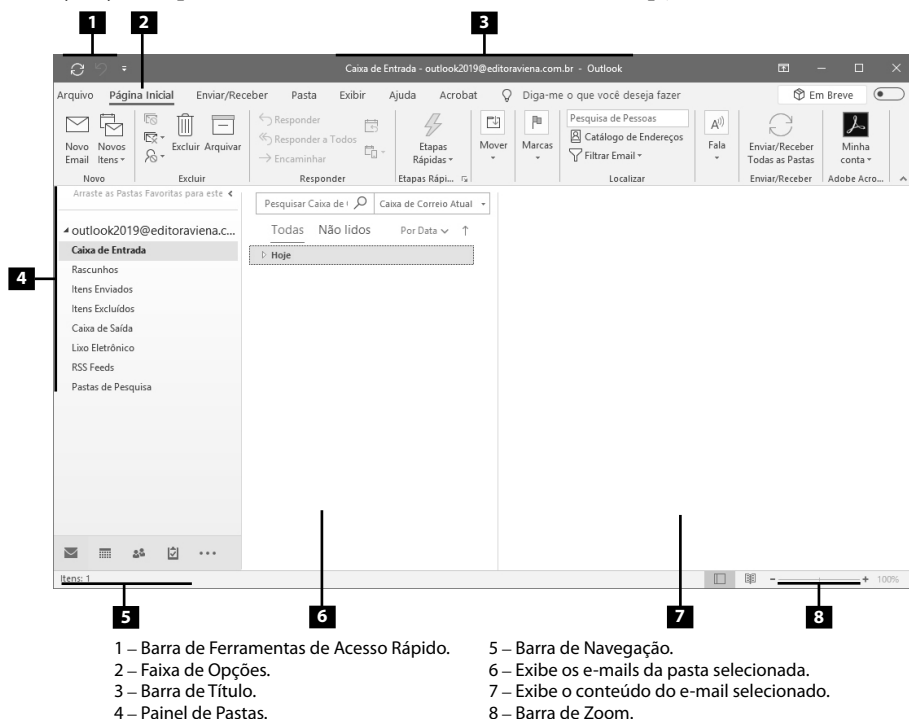 1
2
3
Caixa de Entrada - outlook2019@editoraviena.com.br - Outlook
Arquivo Página Inicial Enviar/Receber Pasta Exibir Ajuda Acrobat Diga-me o que você deseja fazer Em Breve
Novo Email
Novos Itens
Excluir
Arquivar
Responder
Responder a Todos
Encaminhar
Etapas Rápidas
Mover
Marcas
Pesquisa de Pessoas
Catálogo de Endereços
Filtrar Email
Fala
Enviar/Receber Todas as Pastas
Minha conta
Novo Excluir Responder Etapas Rápi... Localizar Enviar/Receber Adobe Acro...
Arraste as Pastas Favoritas para este
Pesquisar Caixa de Caixa de Correio Atual
outlook2019@editoraviena.c...
Todas Não lidos Por Data
Caixa de Entrada
Hoje
Rascunhos
4
Itens Enviados
Itens Excluídos
Caixa de Saída
Lixo Eletrônico
RSS Feeds
Pastas de Pesquisa
Itens: 1
100%
5
6
7
8
1 – Barra de Ferramentas de Acesso Rápido.
2 – Faixa de Opções.
3 – Barra de Título.
4 – Painel de Pastas.
5 – Barra de Navegação.
6 – Exibe os e-mails da pasta selecionada.
7 – Exibe o conteúdo do e-mail selecionado.
8 – Barra de Zoom.